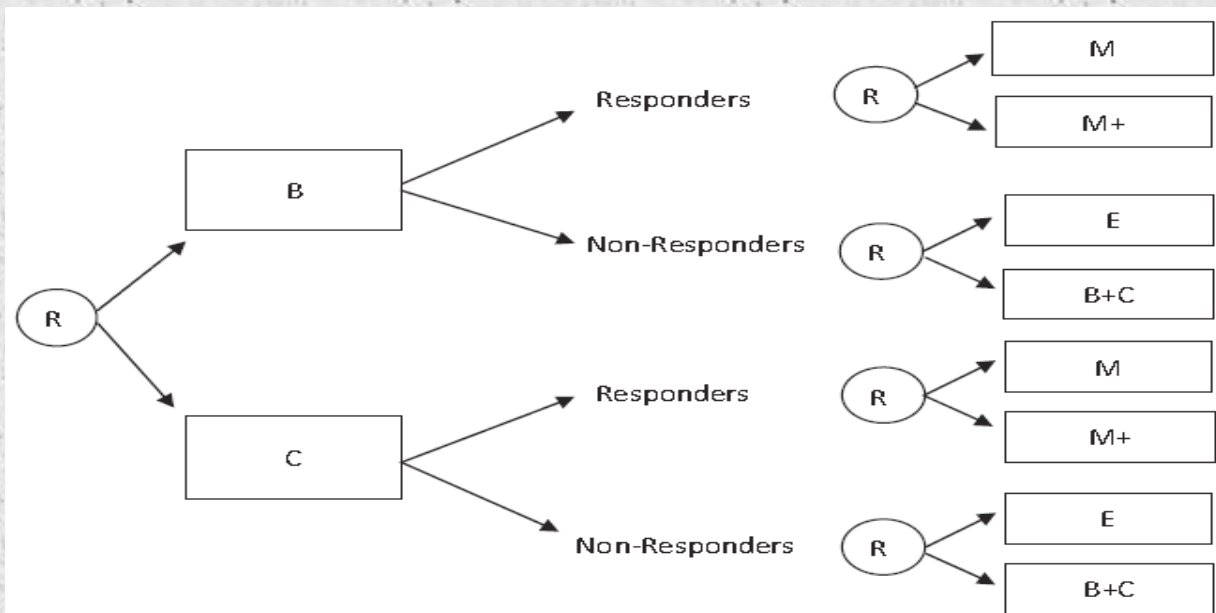 M
Responders
R
M+
B
E
Non-Responders
R
B+C
R
M
Responders
R
M+
C
E
Non-Responders
R
B+C